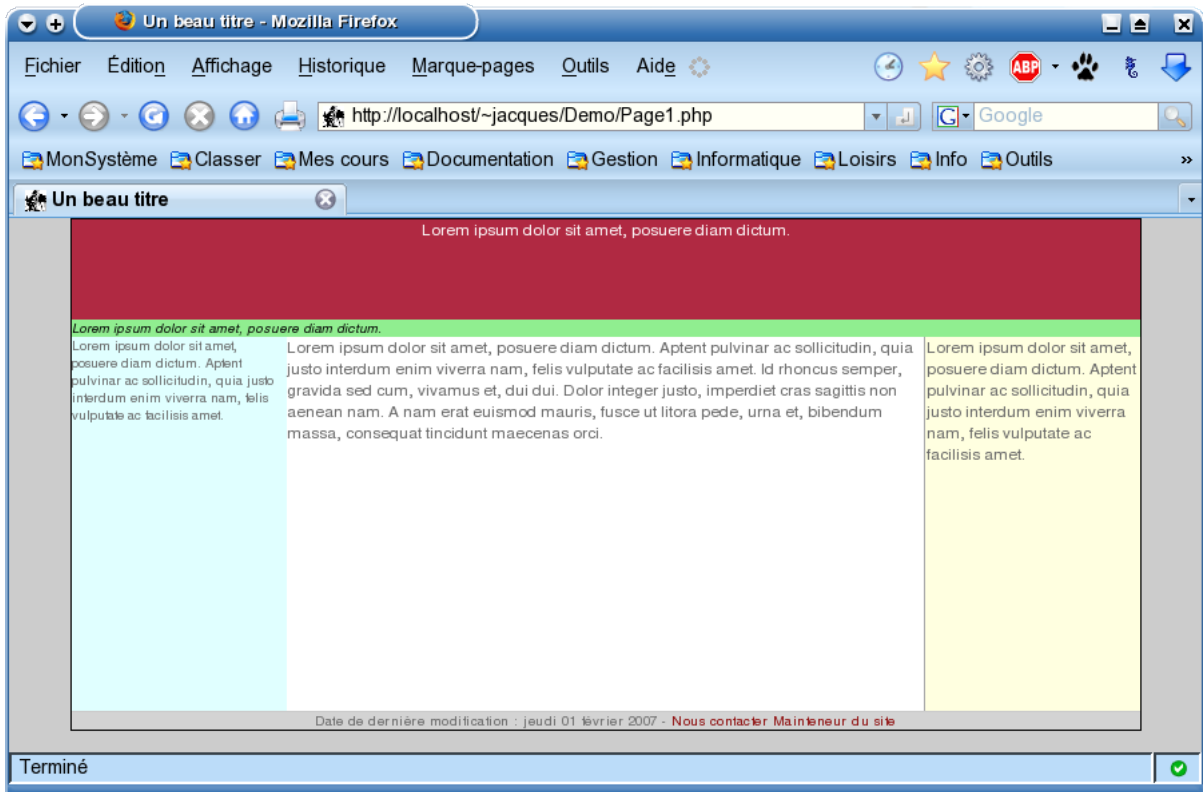 Un beau titre - Mozilla Firefox
Fichier Édition Affichage Historique Marque-pages Outils Aide ABP
http://localhost/~jacques/Demo/Page1.php G Google
MonSystème Classer Mes cours Documentation Gestion Informatique Loisirs Info Outils »
Un beau titre
Lorem ipsum dolor sit amet, posuere diam dictum.
Lorem ipsum dolor sit amet, posuere diam dictum.
Lorem ipsum dolor sit amet,
posuere diam dictum. Aptent
pulvinar ac sollicitudin, quia justo
interdum enim viverra nam, felis
vulputate ac facilisis amet.
Lorem ipsum dolor sit amet, posuere diam dictum. Aptent pulvinar ac sollicitudin, quia
justo interdum enim viverra nam, felis vulputate ac facilisis amet. Id rhoncus semper,
gravida sed cum, vivamus et, dui dui. Dolor integer justo, imperdiet cras sagittis non
aenean nam. A nam erat euismod mauris, fusce ut litora pede, urna et, bibendum
massa, consequat tincidunt maecenas orci.
Lorem ipsum dolor sit amet,
posuere diam dictum. Aptent
pulvinar ac sollicitudin, quia
justo interdum enim viverra
nam, felis vulputate ac
facilisis amet.
Date de dernière modification : jeudi 01 février 2007 - Nous contacter Mainteneur du site
Terminé